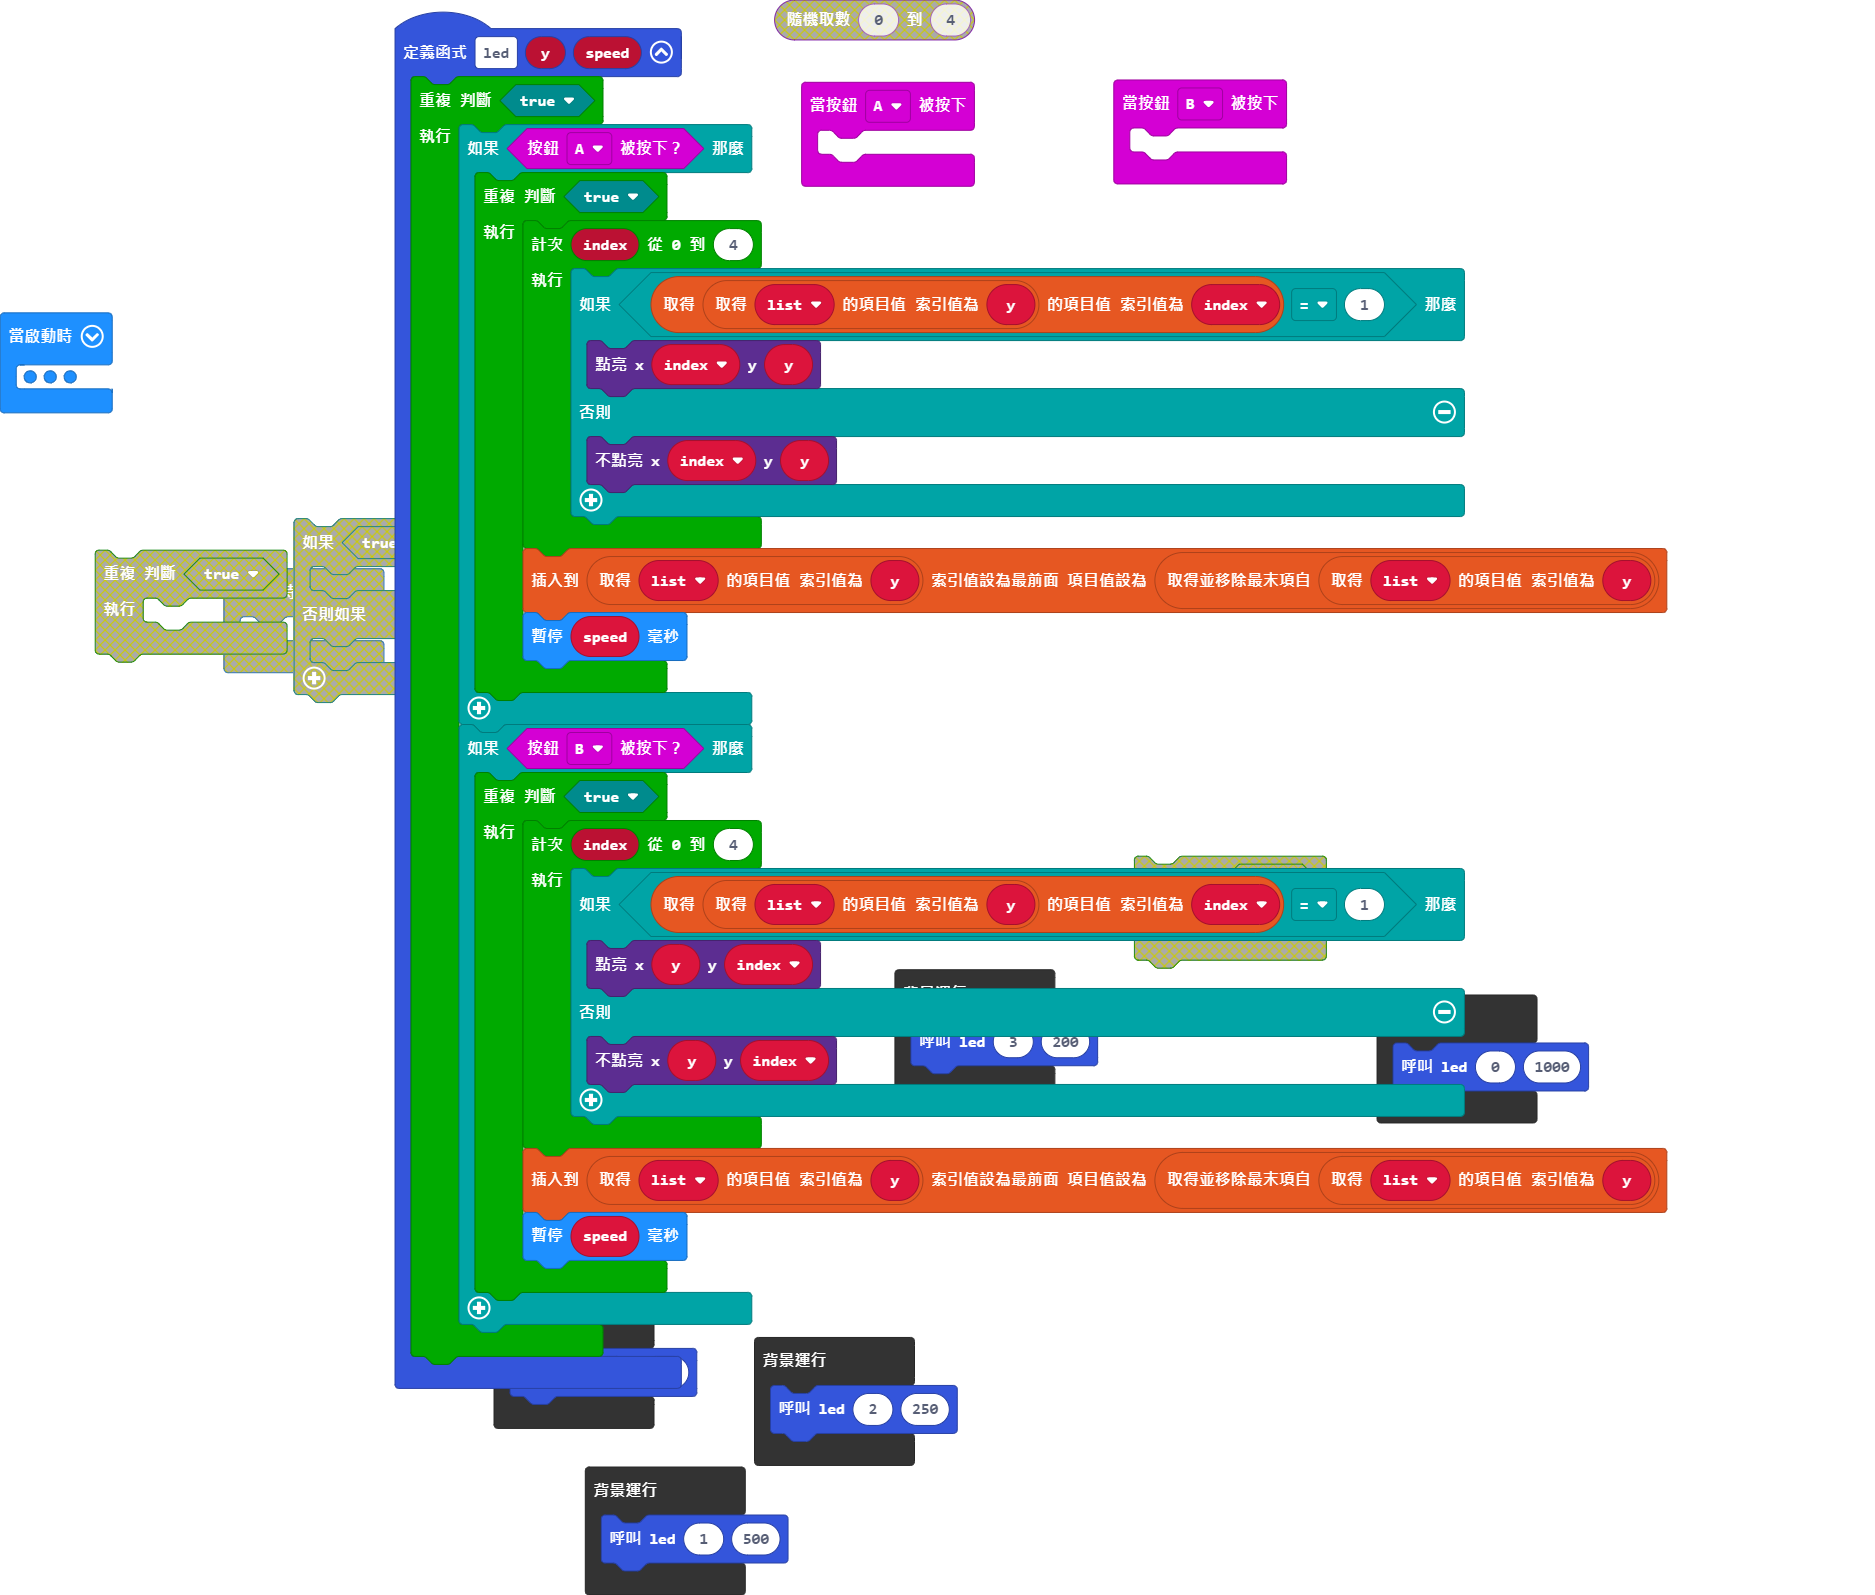 隨機取數 0 到 4
定義函式 led y speed
當按鈕 A 被按下
當按鈕 B 被按下
重複 判斷 true
執行
如果 按鈕 A 被按下？ 那麼
重複 判斷 true
執行
計次 index 從 0 到 4
執行
如果 取得 取得 list 的項目值 索引值為 y 的項目值 索引值為 index = 1 那麼
點亮 x index y y
否則
不點亮 x index y y
插入到 取得 list 的項目值 索引值為 y 索引值設為最前面 項目值設為 取得並移除最末項自 取得 list 的項目值 索引值為 y
暫停 speed 毫秒
如果 按鈕 B 被按下？ 那麼
重複 判斷 true
執行
計次 index 從 0 到 4
執行
如果 取得 取得 list 的項目值 索引值為 y 的項目值 索引值為 index = 1 那麼
點亮 x y y index
否則
不點亮 x y y index
插入到 取得 list 的項目值 索引值為 y 索引值設為最前面 項目值設為 取得並移除最末項自 取得 list 的項目值 索引值為 y
暫停 speed 毫秒
當啟動時
如果 true
否則如果
重複 判斷 true
執行
呼叫 led 3 200
呼叫 led 0 1000
背景運行
呼叫 led 2 250
背景運行
呼叫 led 1 500